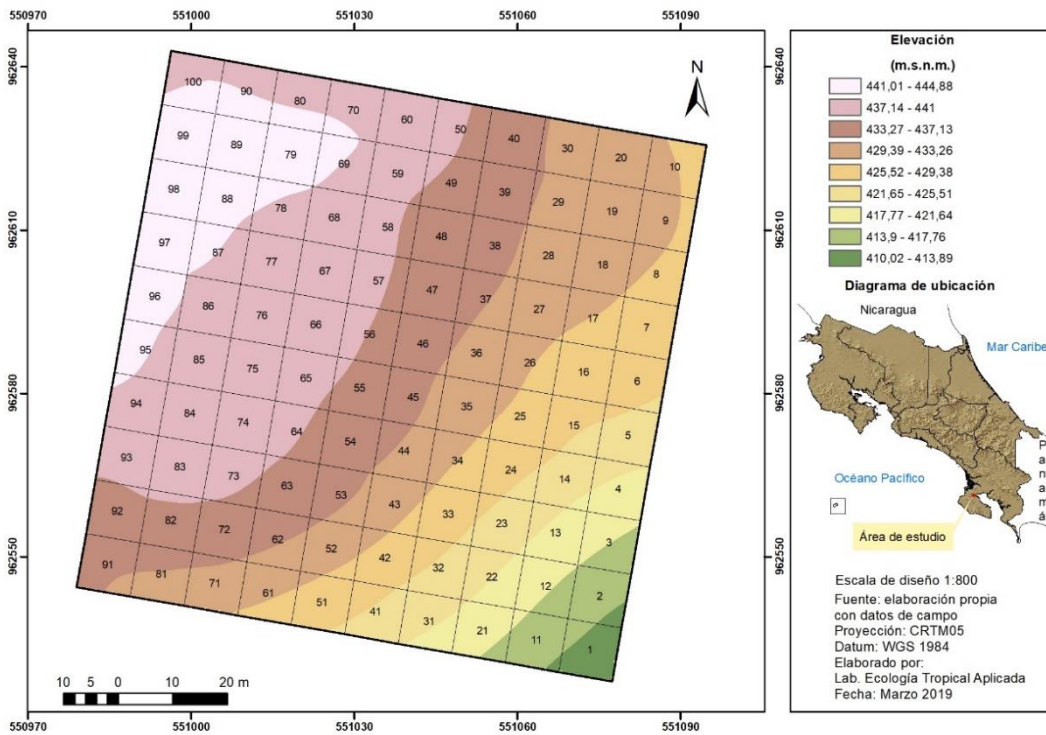 550970 551000 551030 551060 551090
962640 962640
962610 962610
962580 962580
962550 962550
550970 551000 551030 551060 551090
N
100 90 80 70 60 50 40 30 20 10
99 89 79 69 59 49 39 29 19 9
98 88 78 68 58 48 38 28 18 8
97 87 77 67 57 47 37 27 17 7
96 86 76 66 56 46 36 26 16 6
95 85 75 65 55 45 35 25 15 5
94 84 74 64 54 44 34 24 14 4
93 83 73 63 53 43 33 23 13 3
92 82 72 62 52 42 32 22 12 2
91 81 71 61 51 41 31 21 11 1
10 5 0 10 20 m
Elevación
(m.s.n.m.)
441,01 - 444,88
437,14 - 441
433,27 - 437,13
429,39 - 433,26
425,52 - 429,38
421,65 - 425,51
417,77 - 421,64
413,9 - 417,76
410,02 - 413,89
Diagrama de ubicación
Nicaragua
Mar Caribe
Océano Pacífico
P
a
n
a
m
á
Área de estudio
Escala de diseño 1:800
Fuente: elaboración propia
con datos de campo
Proyección: CRTM05
Datum: WGS 1984
Elaborado por:
Lab. Ecología Tropical Aplicada
Fecha: Marzo 2019